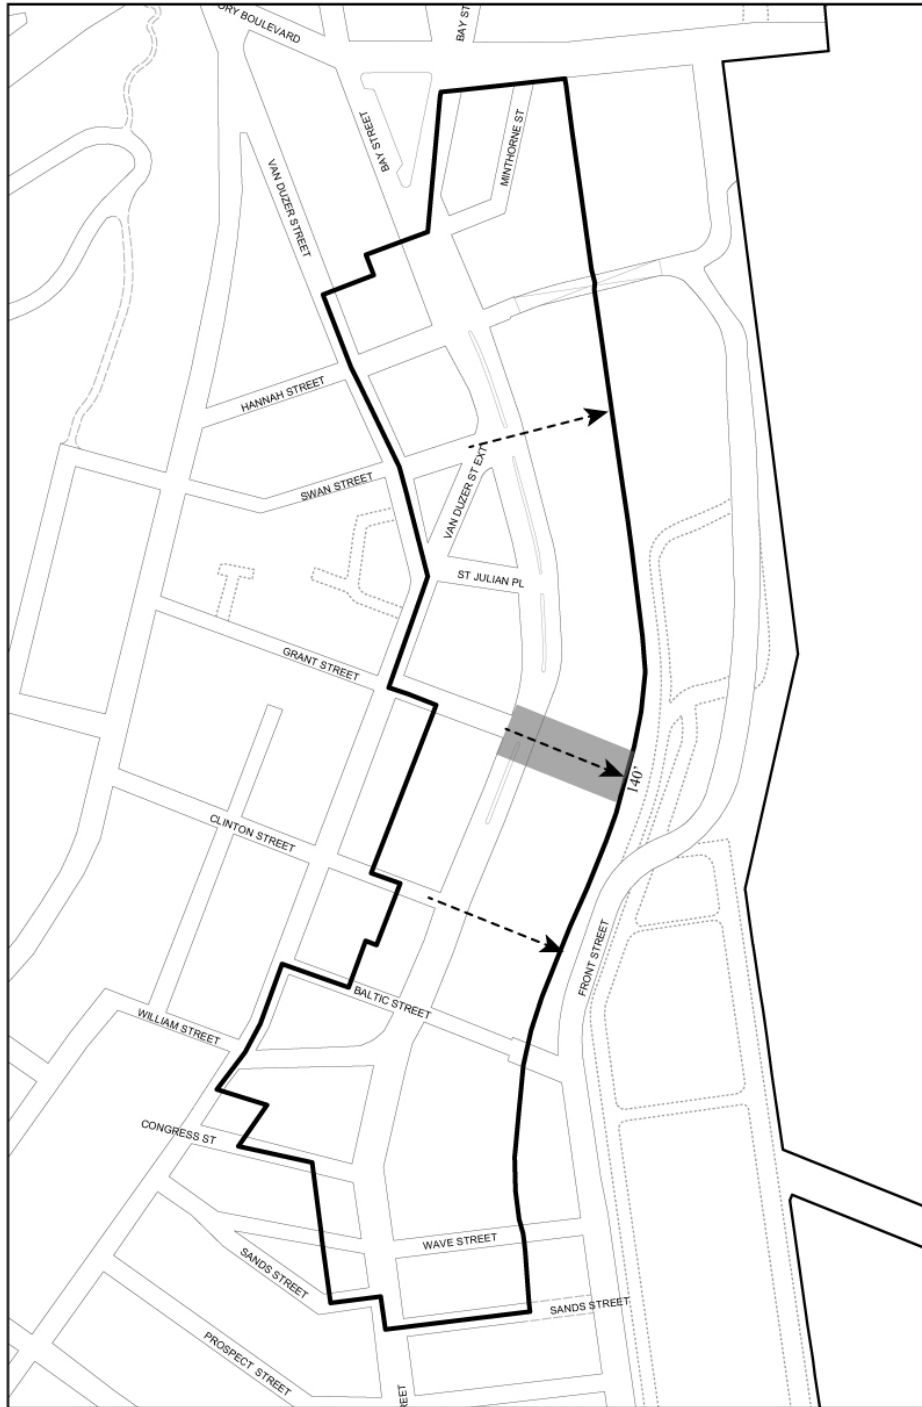 ORY BOULEVARD
BAY ST
BAY STREET
MINTHORNE ST
VAN DUZER STREET
HANNAH STREET
VAN DUZER ST EXT
SWAN STREET
ST JULIAN PL
GRANT STREET
140'
CLINTON STREET
FRONT STREET
BALTIC STREET
WILLIAM STREET
CONGRESS ST
WAVE STREET
SANDS STREET
SANDS STREET
PROSPECT STREET
REET